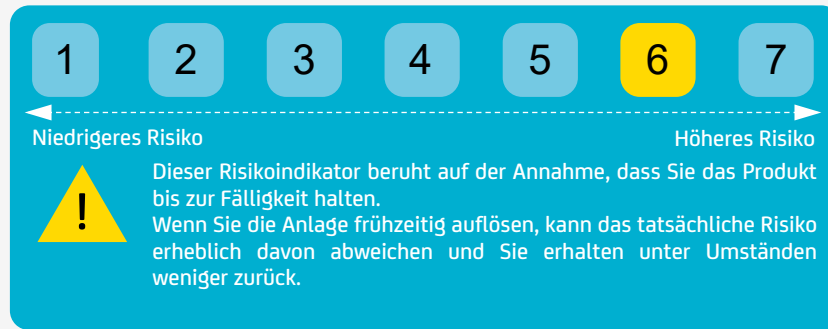 1 2 3 4 5 6 7
Niedrigeres Risiko Höheres Risiko
!
Dieser Risikoindikator beruht auf der Annahme, dass Sie das Produkt
bis zur Fälligkeit halten.
Wenn Sie die Anlage frühzeitig auflösen, kann das tatsächliche Risiko
erheblich davon abweichen und Sie erhalten unter Umständen
weniger zurück.